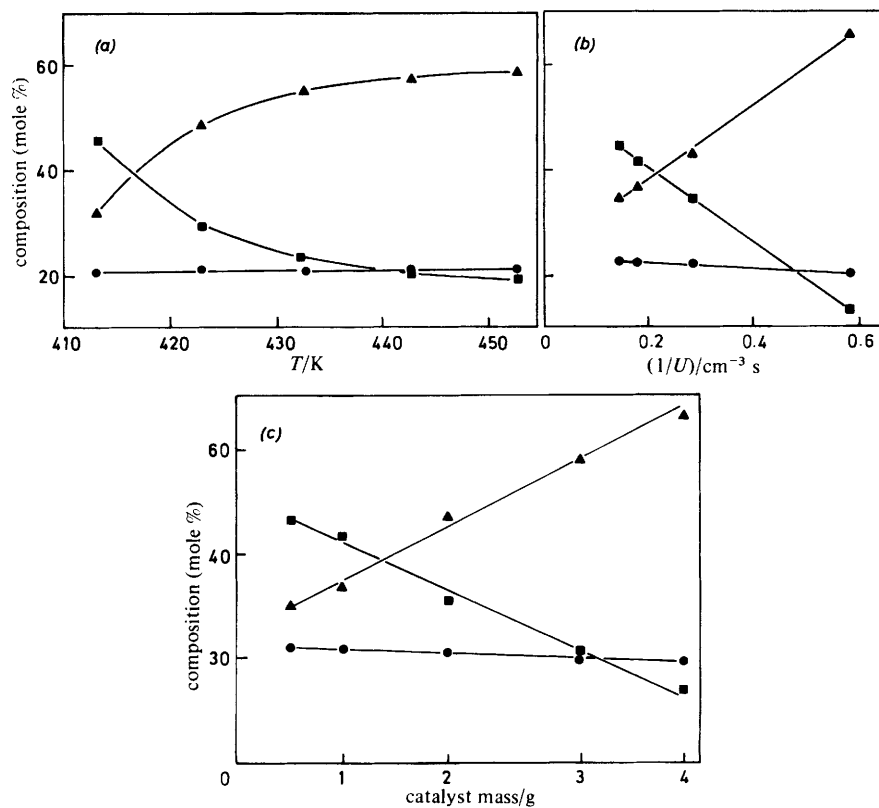 (a)
(b)
composition (mole %)
60
40
20
410
420
430
440
450
T/K
0
0.2
0.4
0.6
(1/U)/cm⁻³ s
(c)
composition (mole %)
60
40
30
0
1
2
3
4
catalyst mass/g